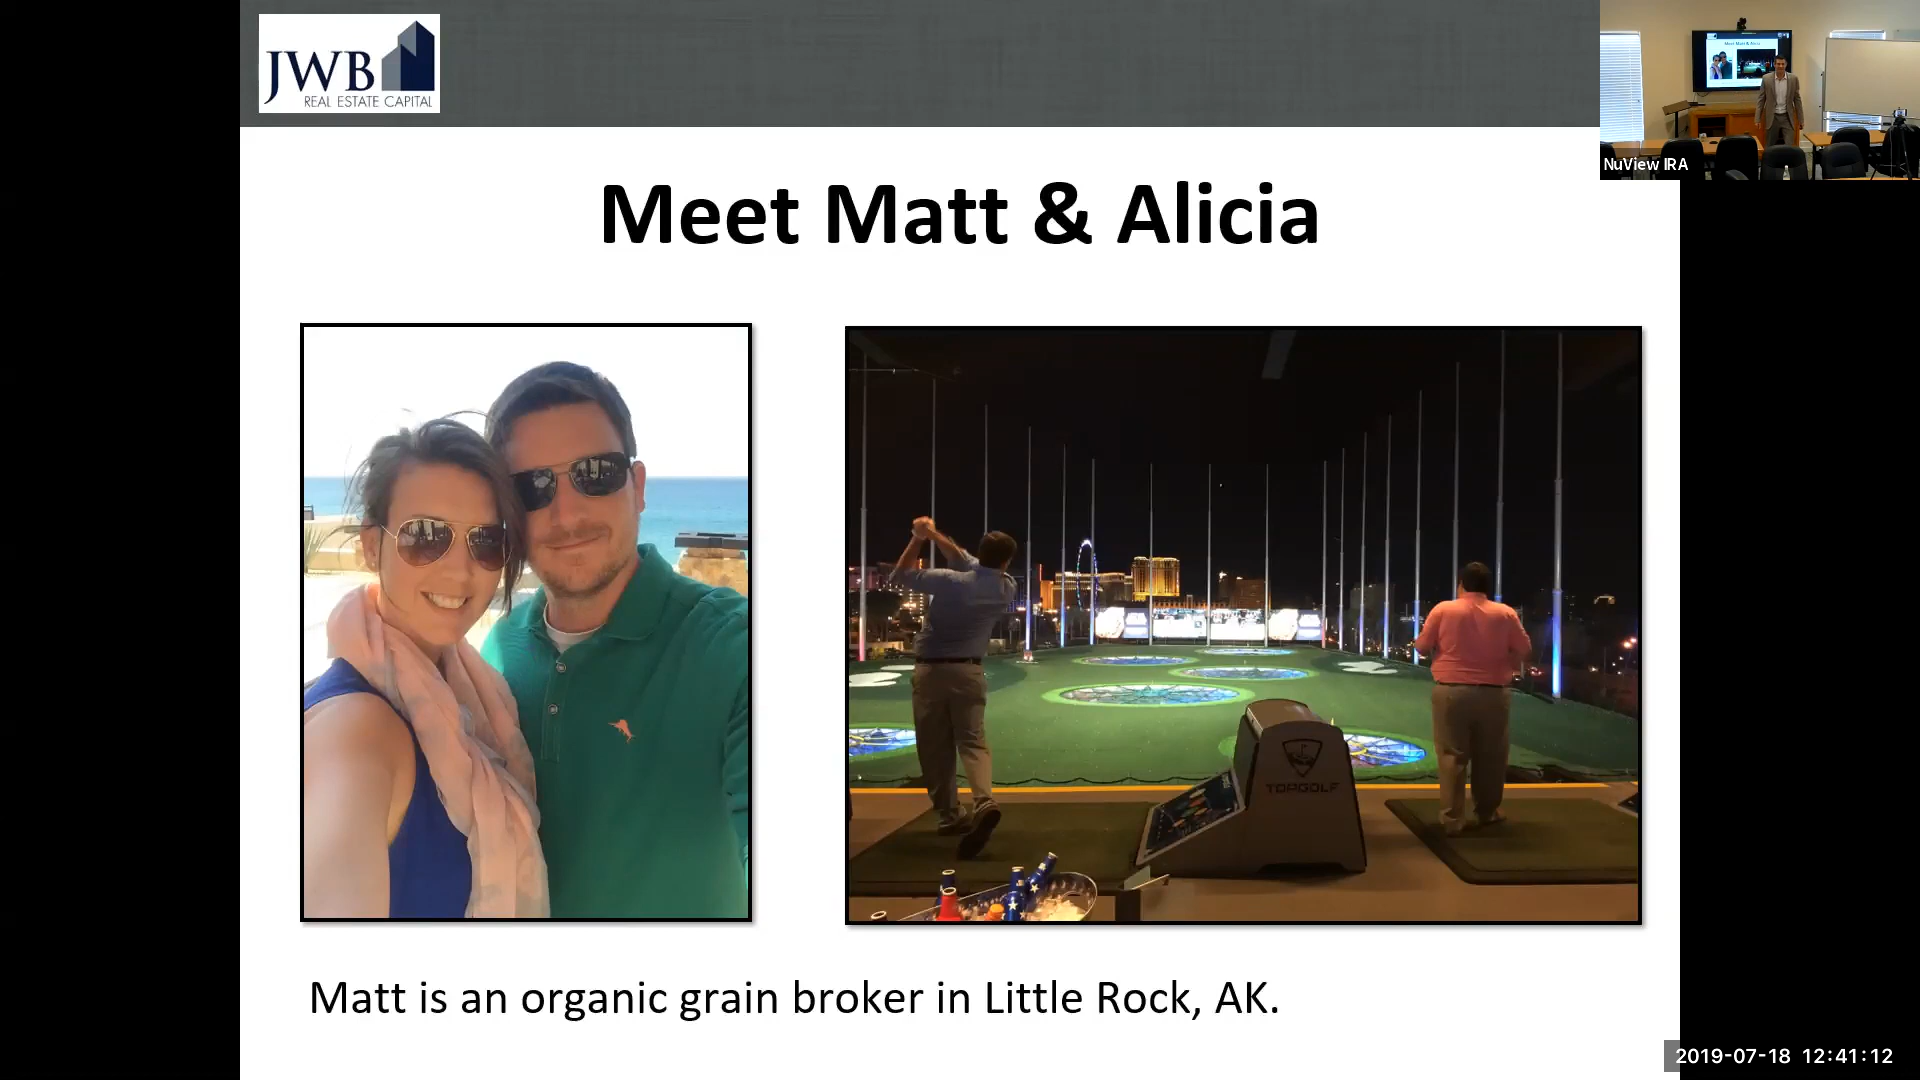 JWB
REAL ESTATE CAPITAL
NuView IRA
Meet Matt & Alicia
TOPGOLF
Matt is an organic grain broker in Little Rock, AK.
2019-07-18 12:41:12